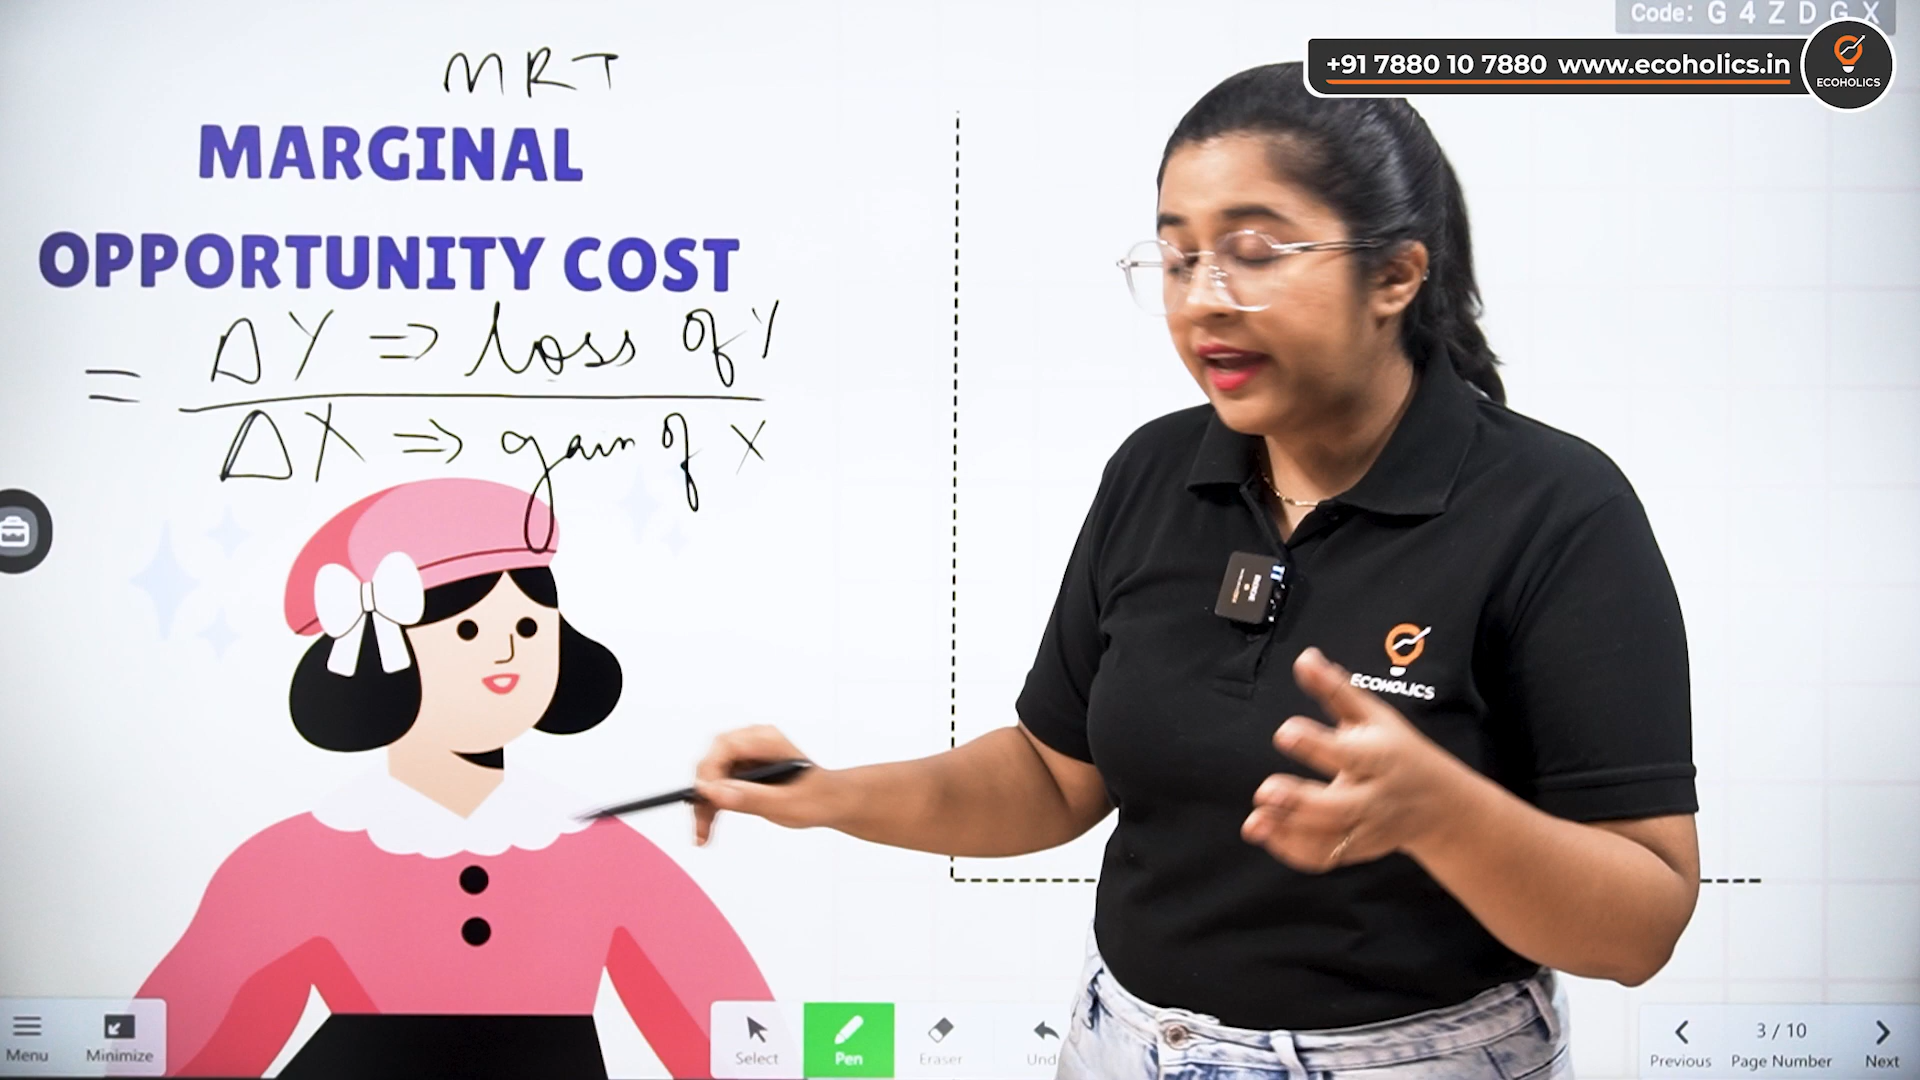 Code: G 4 Z D G X
+91 7880 10 7880 www.ecoholics.in
ECOHOLICS
MRT
MARGINAL
OPPORTUNITY COST
= ΔY ⇒ loss of Y
ΔX ⇒ gain of X
ECOHOLICS
Menu
Minimize
Select
Pen
Eraser
Und
3 / 10
Previous
Page Number
Next